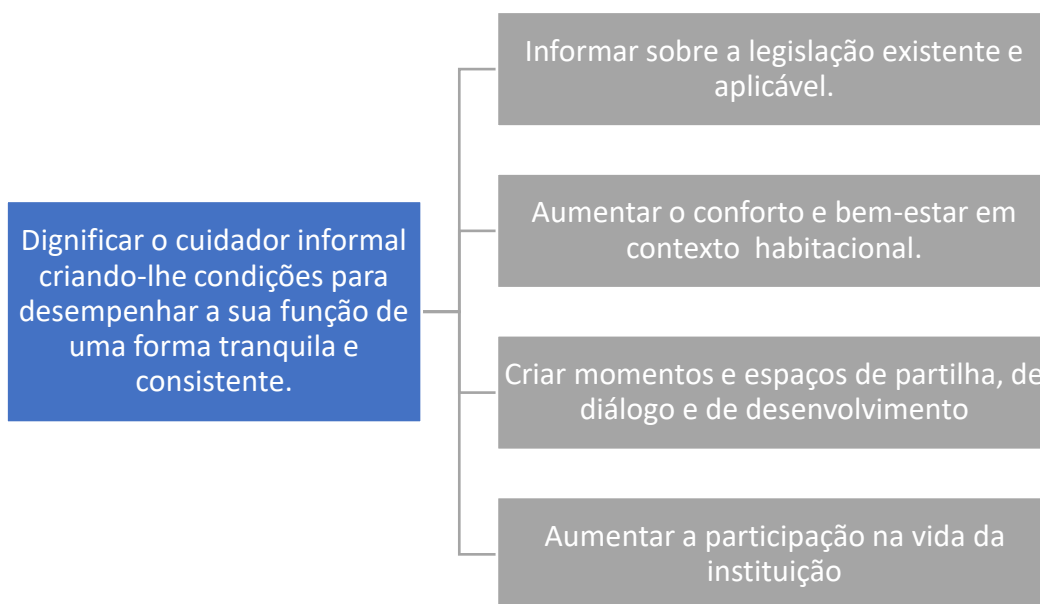 Informar sobre a legislação existente e
aplicável.
Aumentar o conforto e bem-estar em
contexto habitacional.
Dignificar o cuidador informal
criando-lhe condições para
desempenhar a sua função de
uma forma tranquila e
consistente.
Criar momentos e espaços de partilha, de
diálogo e de desenvolvimento
Aumentar a participação na vida da
instituição